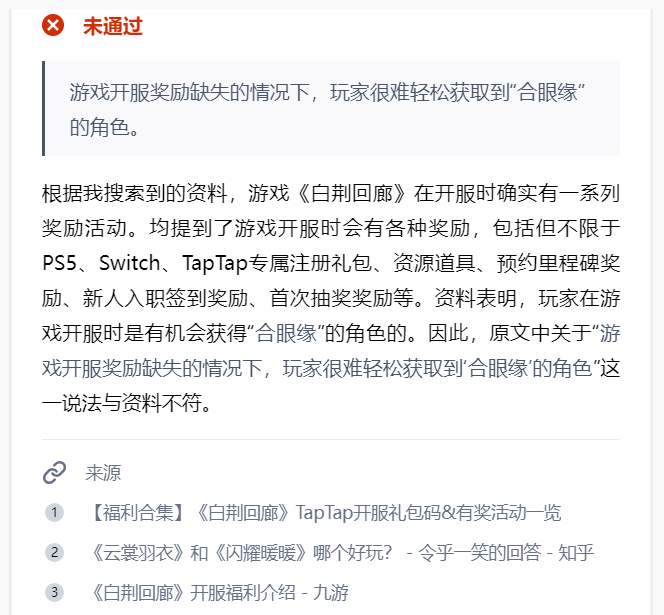 未通过
游戏开服奖励缺失的情况下，玩家很难轻松获取到“合眼缘”
的角色。
根据我搜索到的资料，游戏《白荆回廊》在开服时确实有一系列
奖励活动。均提到了游戏开服时会有各种奖励，包括但不限于
PS5、Switch、TapTap专属注册礼包、资源道具、预约里程碑奖
励、新人入职签到奖励、首次抽奖奖励等。资料表明，玩家在游
戏开服时是有机会获得“合眼缘”的角色的。因此，原文中关于“游
戏开服奖励缺失的情况下，玩家很难轻松获取到‘合眼缘’的角色”这
一说法与资料不符。
来源
1 【福利合集】《白荆回廊》TapTap开服礼包码&有奖活动一览
2 《云裳羽衣》和《闪耀暖暖》哪个好玩？ - 令乎一笑的回答 - 知乎
3 《白荆回廊》开服福利介绍 - 九游